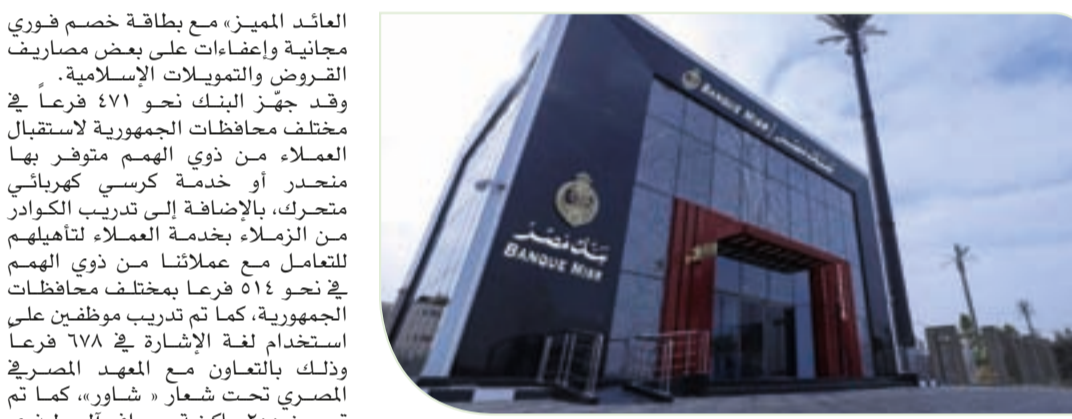 العائد المميز» مع بطاقة خصم فوري
مجانية وإعفاءات على بعض مصاريف
القروض والتمويلات الإسلامية.
وقد جهّز البنك نحو ٤٧١ فرعاً في
مختلف محافظات الجمهورية لاستقبال
العملاء من ذوي الهمم متوفر بها
منحدر أو خدمة كرسي كهربائي
متحرك، بالإضافة إلى تدريب الكوادر
من الزملاء بخدمة العملاء لتأهيلهم
للتعامل مع عملائنا من ذوي الهمم
في نحو ٥١٤ فرعا بمختلف محافظات
الجمهورية، كما تم تدريب موظفين على
استخدام لغة الإشارة في ٦٧٨ فرعاً
وذلك بالتعاون مع المعهد المصرفي
المصري تحت شعار « شاور»، كما تم
BANQUE MISR بنك مصر
بنك مصر
BANQUE MISR